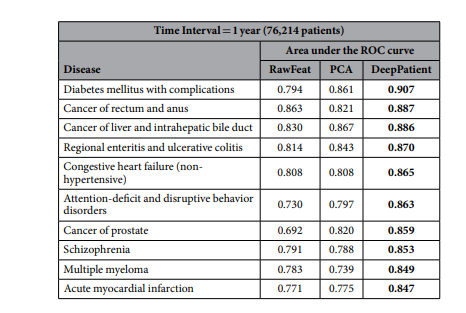 Time Interval = 1 year (76,214 patients)
Area under the ROC curve
Disease RawFeat PCA DeepPatient
Diabetes mellitus with complications 0.794 0.861 0.907
Cancer of rectum and anus 0.863 0.821 0.887
Cancer of liver and intrahepatic bile duct 0.830 0.867 0.886
Regional enteritis and ulcerative colitis 0.814 0.843 0.870
Congestive heart failure (non-
hypertensive) 0.808 0.808 0.865
Attention-deficit and disruptive behavior
disorders 0.730 0.797 0.863
Cancer of prostate 0.692 0.820 0.859
Schizophrenia 0.791 0.788 0.853
Multiple myeloma 0.783 0.739 0.849
Acute myocardial infarction 0.771 0.775 0.847